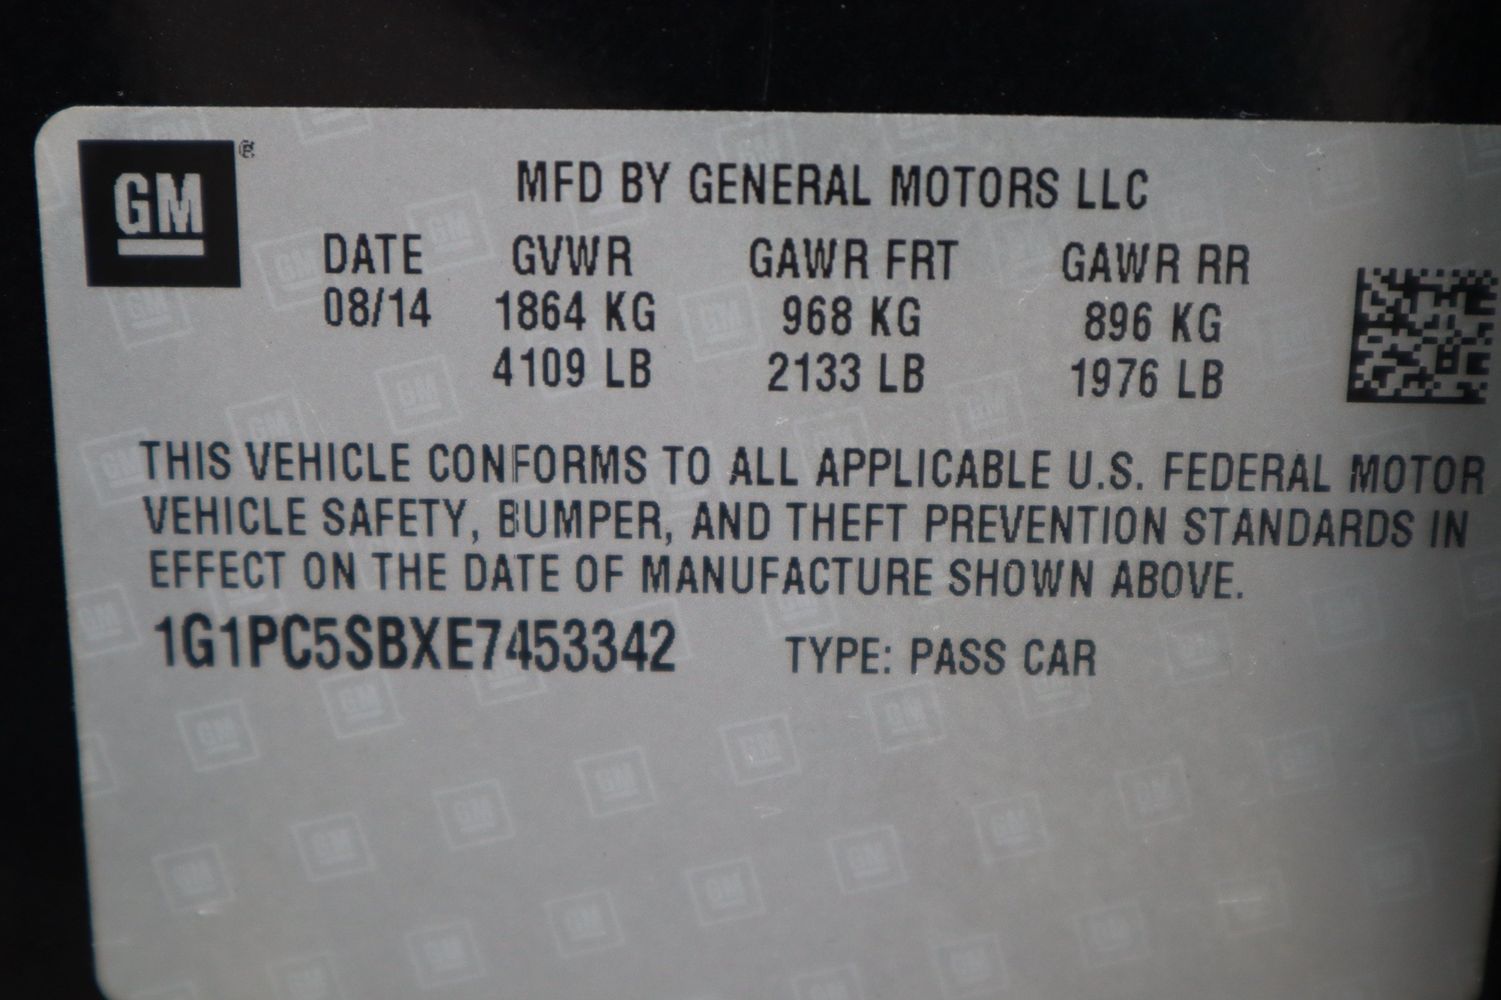 GM®
MFD BY GENERAL MOTORS LLC
DATE GVWR GAWR FRT GAWR RR
08/14 1864 KG 968 KG 896 KG
4109 LB 2133 LB 1976 LB
THIS VEHICLE CONFORMS TO ALL APPLICABLE U.S. FEDERAL MOTOR
VEHICLE SAFETY, BUMPER, AND THEFT PREVENTION STANDARDS IN
EFFECT ON THE DATE OF MANUFACTURE SHOWN ABOVE.
1G1PC5SBXE7453342 TYPE: PASS CAR